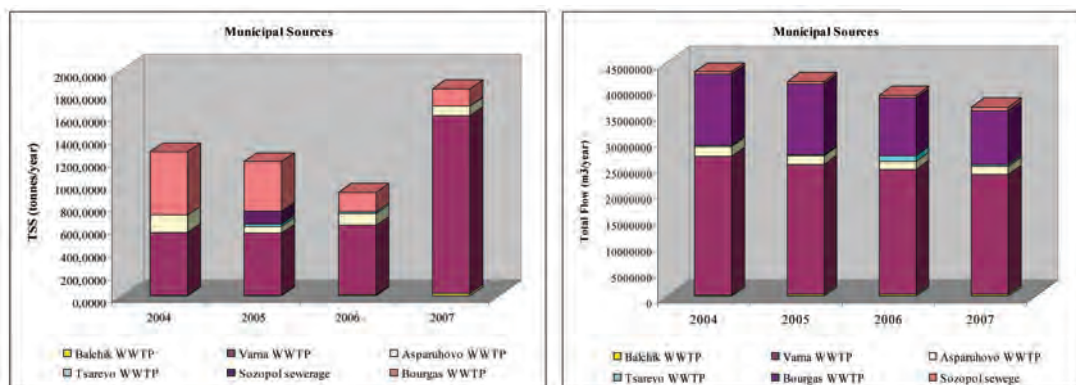 Municipal Sources
TSS (tonnes/year)
2000,0000
1800,0000
1600,0000
1400,0000
1200,0000
1000,0000
800,0000
600,0000
400,0000
200,0000
0,0000
2004 2005 2006 2007
Balchik WWTP Varna WWTP Asparuhovo WWTP
Tsarevo WWTP Sozopol sewerage Bourgas WWTP
Municipal Sources
Total Flow (m3/year)
45000000
40000000
35000000
30000000
25000000
20000000
15000000
10000000
5000000
0
2004 2005 2006 2007
Balchik WWTP Varna WWTP Asparuhovo WWTP
Tsarevo WWTP Bourgas WWTP Sozopol sewege